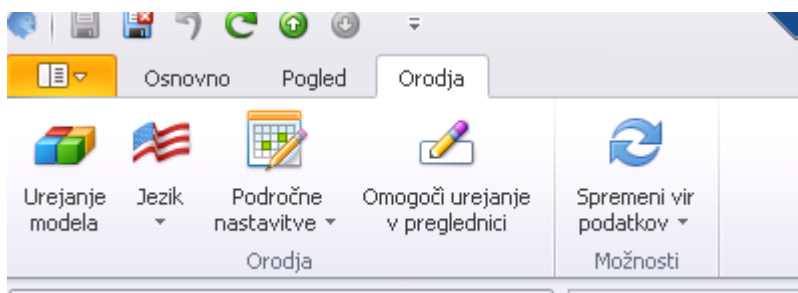 Osnovno Pogled Orodja
Urejanje modela
Jezik
Področne nastavitve
Omogoči urejanje v preglednici
Spremeni vir podatkov
Orodja Možnosti